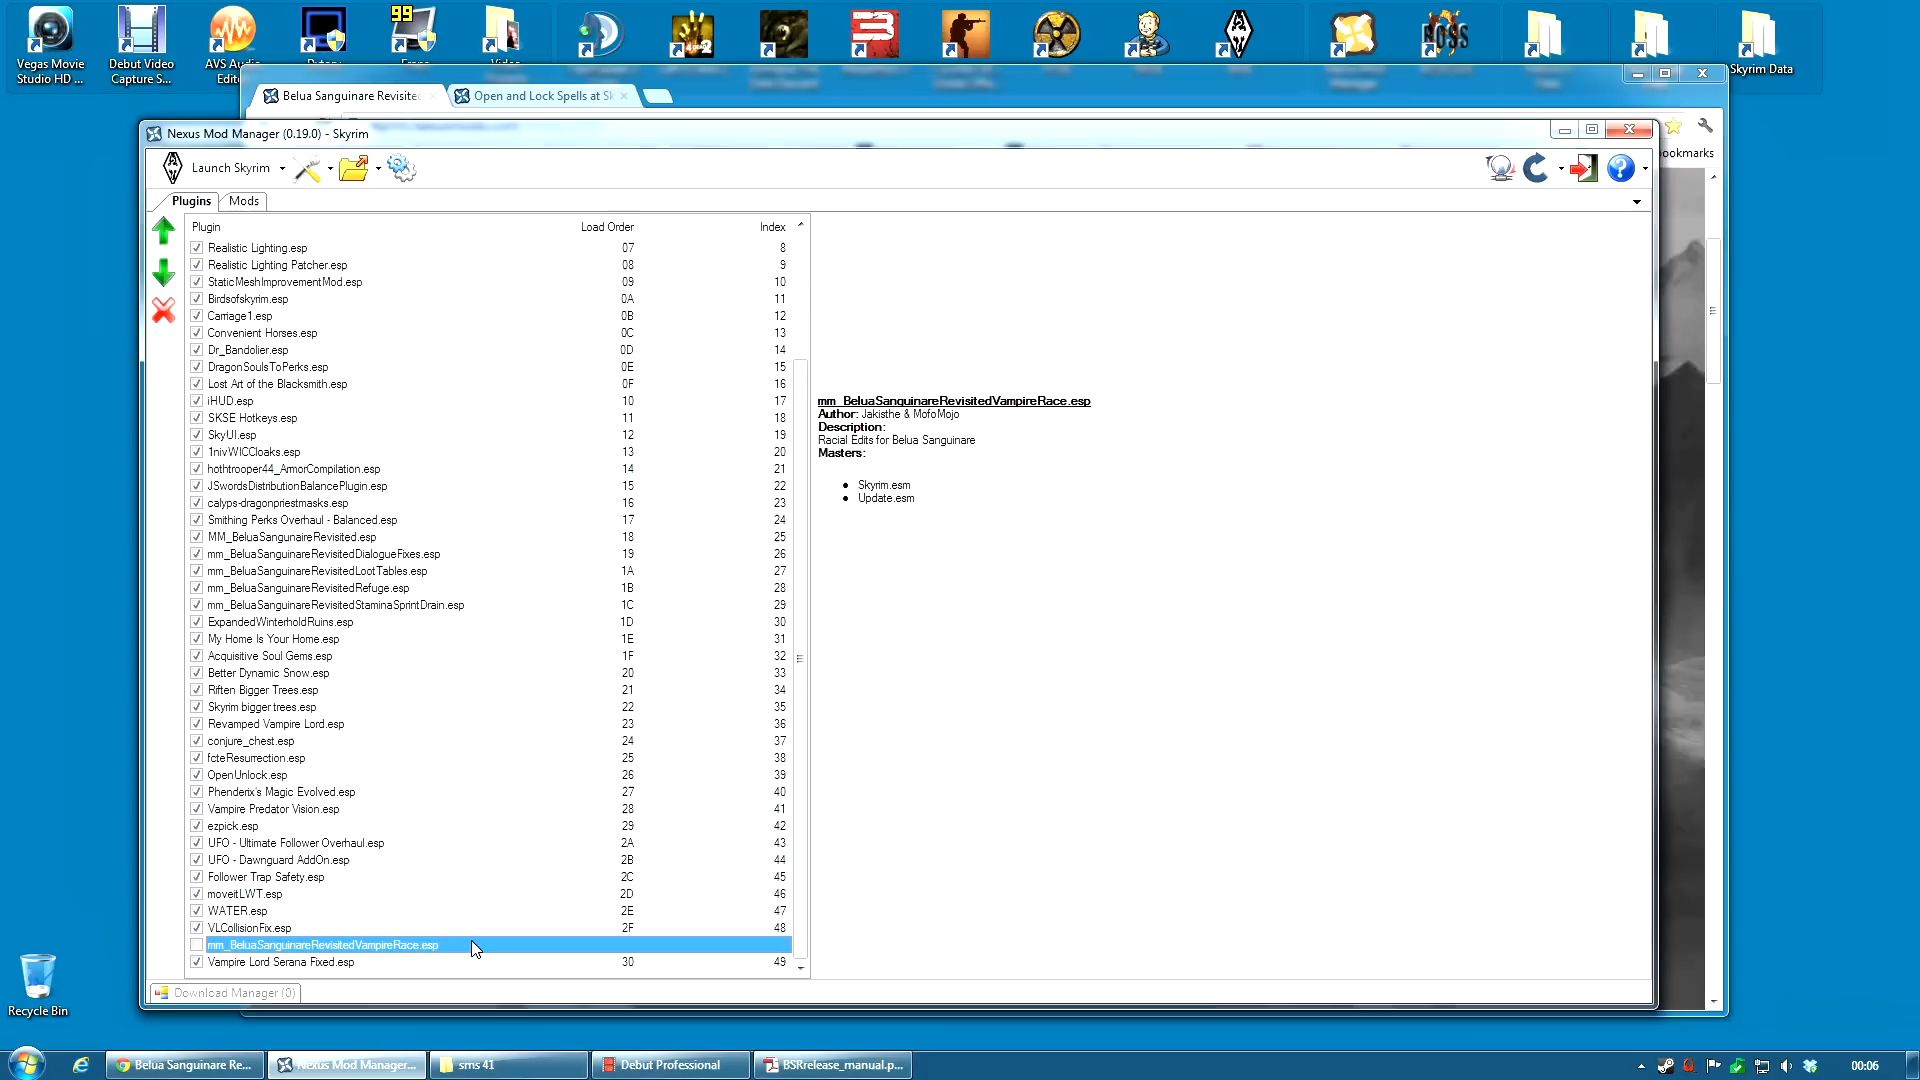 99
Vegas Movie
Studio HD ...
Debut Video
Capture S...
AVS Au
Edit
Skyrim Data
Belua Sanguinare Revisited
Open and Lock Spells at Sk
ookmarks
Nexus Mod Manager (0.19.0) - Skyrim
Launch Skyrim
Plugins
Mods
Plugin Load Order Index
Realistic Lighting.esp 07 8
Realistic Lighting Patcher.esp 08 9
StaticMeshImprovementMod.esp 09 10
Birdsofskyrim.esp 0A 11
Carriage1.esp 0B 12
Convenient Horses.esp 0C 13
Dr_Bandolier.esp 0D 14
DragonSoulsToPerks.esp 0E 15
Lost Art of the Blacksmith.esp 0F 16
iHUD.esp 10 17
SKSE Hotkeys.esp 11 18
SkyUI.esp 12 19
1nivWICCloaks.esp 13 20
hothtrooper44_ArmorCompilation.esp 14 21
JSwordsDistributionBalancePlugin.esp 15 22
calyps-dragonpriestmasks.esp 16 23
Smithing Perks Overhaul - Balanced.esp 17 24
MM_BeluaSangunaireRevisited.esp 18 25
mm_BeluaSanguinareRevisitedDialogueFixes.esp 19 26
mm_BeluaSanguinareRevisitedLootTables.esp 1A 27
mm_BeluaSanguinareRevisitedRefuge.esp 1B 28
mm_BeluaSanguinareRevisitedStaminaSprintDrain.esp 1C 29
ExpandedWinterholdRuins.esp 1D 30
My Home Is Your Home.esp 1E 31
Acquisitive Soul Gems.esp 1F 32
Better Dynamic Snow.esp 20 33
Riften Bigger Trees.esp 21 34
Skyrim bigger trees.esp 22 35
Revamped Vampire Lord.esp 23 36
conjure_chest.esp 24 37
fcteResurrection.esp 25 38
OpenUnlock.esp 26 39
Phenderix's Magic Evolved.esp 27 40
Vampire Predator Vision.esp 28 41
ezpick.esp 29 42
UFO - Ultimate Follower Overhaul.esp 2A 43
UFO - Dawnguard AddOn.esp 2B 44
Follower Trap Safety.esp 2C 45
moveitLWT.esp 2D 46
WATER.esp 2E 47
VLCollisionFix.esp 2F 48
mm_BeluaSanguinareRevisitedVampireRace.esp
Vampire Lord Serana Fixed.esp 30 49
mm_BeluaSanguinareRevisitedVampireRace.esp
Author: Jakisthe & MofoMojo
Description:
Racial Edits for Belua Sanguinare
Masters:
Skyrim.esm
Update.esm
Download Manager (0)
Recycle Bin
Belua Sanguinare Re...
Nexus Mod Manager...
sms 41
Debut Professional
BSRrelease_manual.p...
00:06